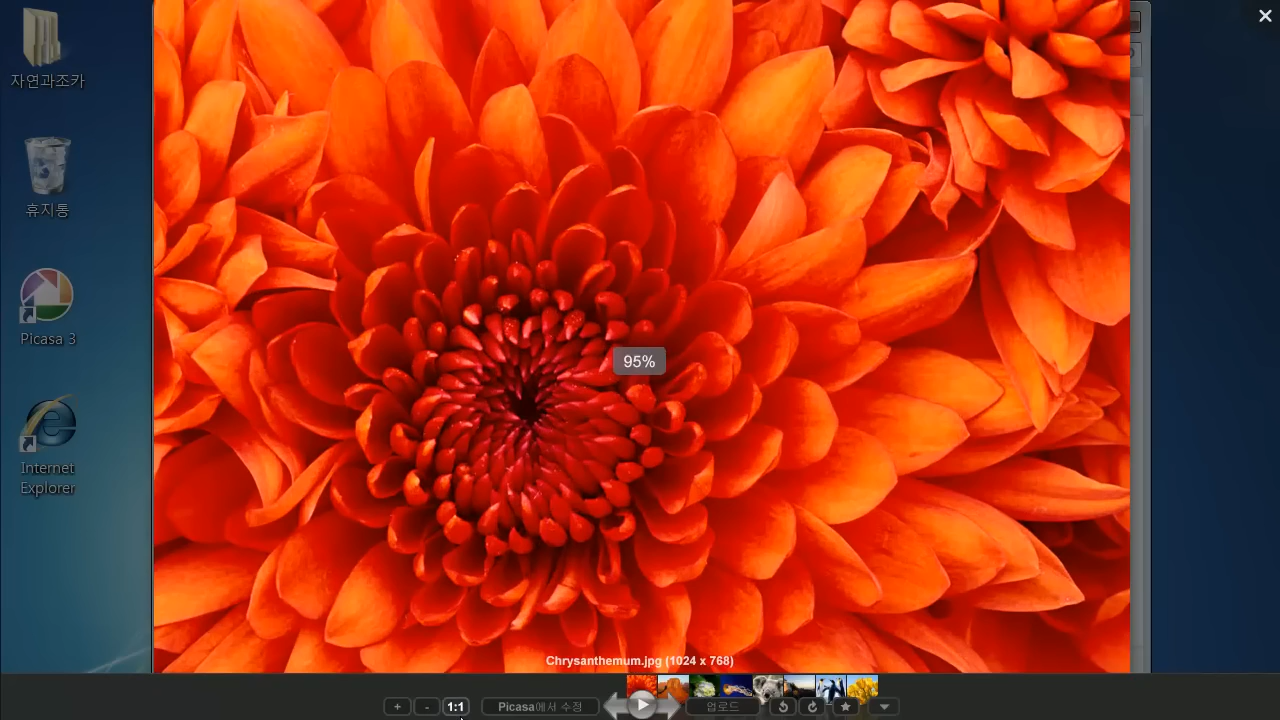 자연과조카
휴지통
Picasa 3
Internet
Explorer
95%
Chrysanthemum.jpg (1024 x 768)
+ - 1:1 Picasa에서 수정 업로드